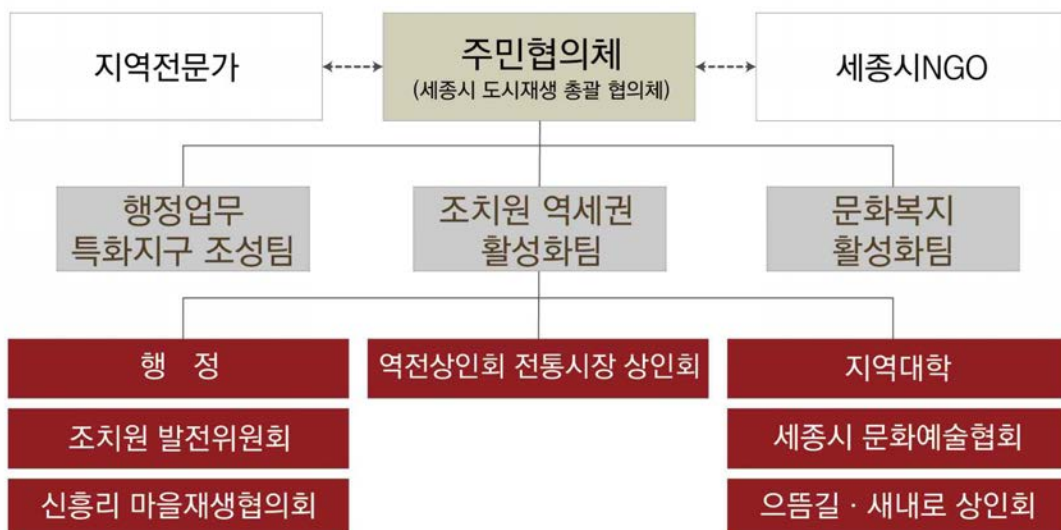 지역전문가
주민협의체
(세종시 도시재생 총괄 협의체)
세종시NGO
행정업무
특화지구 조성팀
조치원 역세권
활성화팀
문화복지
활성화팀
행 정
역전상인회 전통시장 상인회
지역대학
조치원 발전위원회
세종시 문화예술협회
신흥리 마을재생협의회
으뜸길 · 새내로 상인회